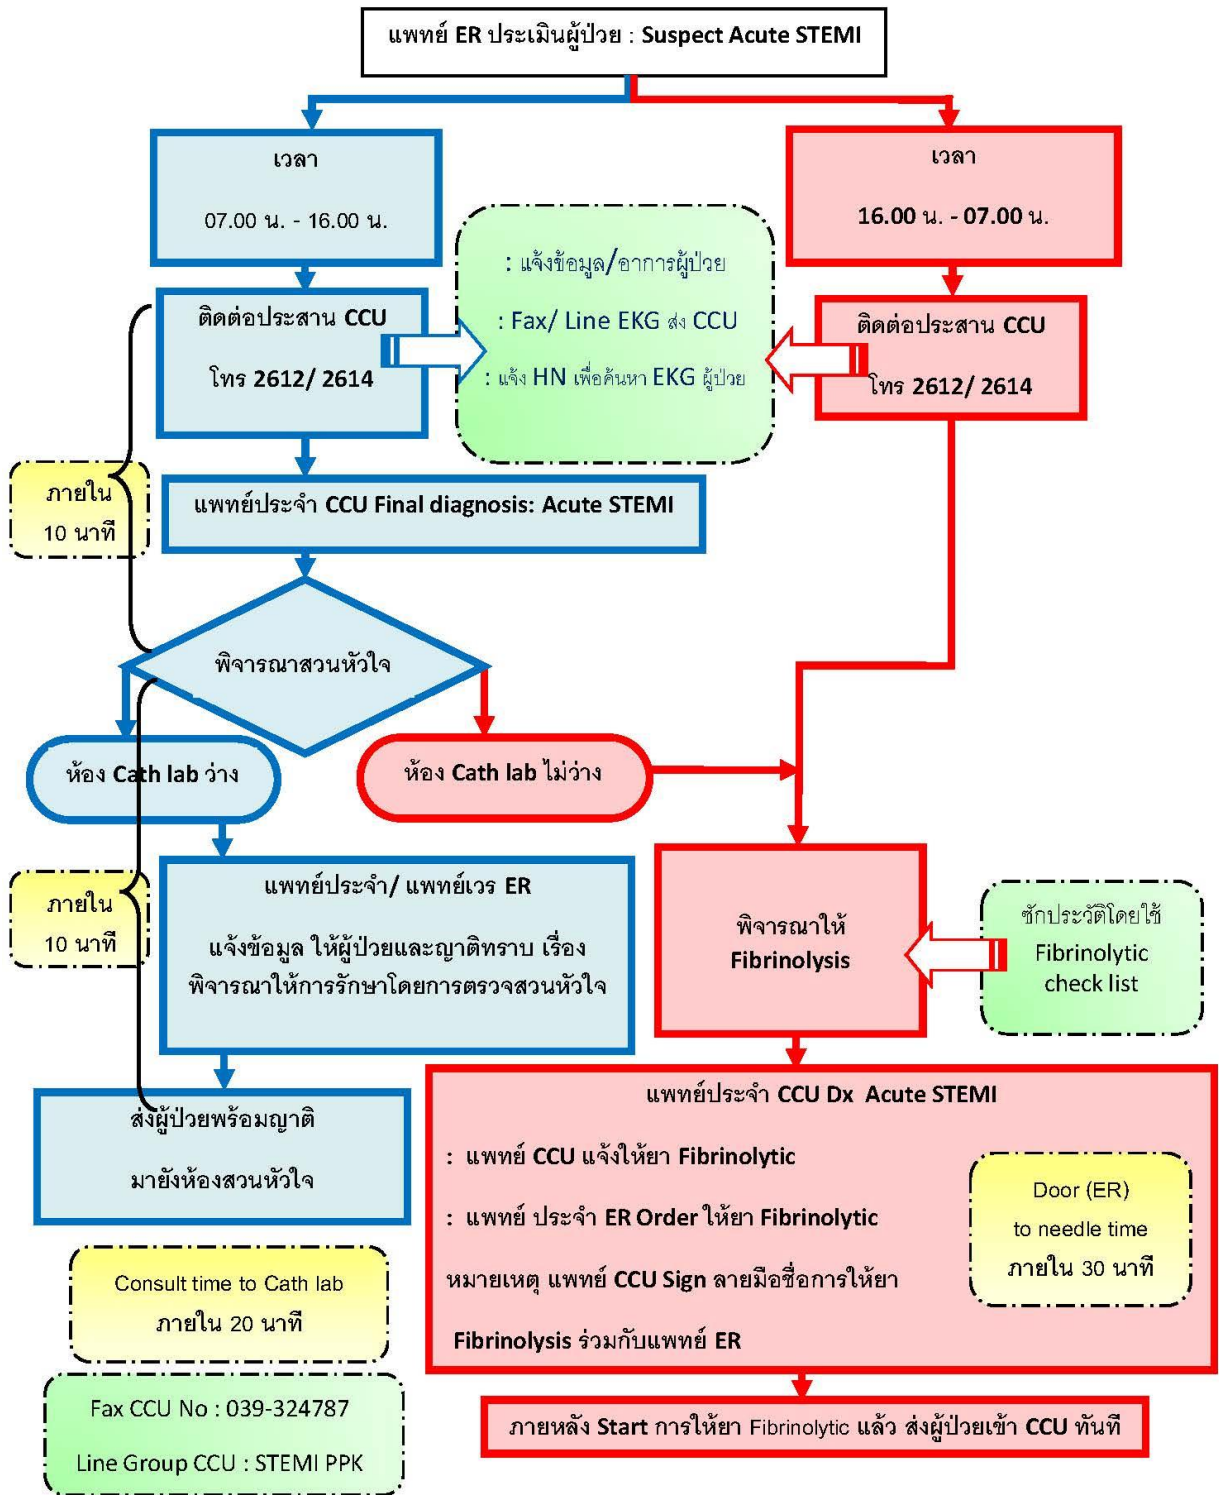 แพทย์ ER ประเมินผู้ป่วย : Suspect Acute STEMI
เวลา
07.00 น. - 16.00 น.
เวลา
16.00 น. - 07.00 น.
: แจ้งข้อมูล/อาการผู้ป่วย
: Fax/ Line EKG ส่ง CCU
: แจ้ง HN เพื่อค้นหา EKG ผู้ป่วย
ติดต่อประสาน CCU
โทร 2612/ 2614
ติดต่อประสาน CCU
โทร 2612/ 2614
ภายใน
10 นาที
แพทย์ประจำ CCU Final diagnosis: Acute STEMI
พิจารณาสวนหัวใจ
ห้อง Cath lab ว่าง
ห้อง Cath lab ไม่ว่าง
ภายใน
10 นาที
แพทย์ประจำ/ แพทย์เวร ER
แจ้งข้อมูล ให้ผู้ป่วยและญาติทราบ เรื่อง
พิจารณาให้การรักษาโดยการตรวจสวนหัวใจ
พิจารณาให้
Fibrinolysis
ซักประวัติโดยใช้
Fibrinolytic
check list
ส่งผู้ป่วยพร้อมญาติ
มายังห้องสวนหัวใจ
แพทย์ประจำ CCU Dx Acute STEMI
: แพทย์ CCU แจ้งให้ยา Fibrinolytic
: แพทย์ ประจำ ER Order ให้ยา Fibrinolytic
หมายเหตุ แพทย์ CCU Sign ลายมือชื่อการให้ยา
Fibrinolysis ร่วมกับแพทย์ ER
Door (ER)
to needle time
ภายใน 30 นาที
Consult time to Cath lab
ภายใน 20 นาที
Fax CCU No : 039-324787
Line Group CCU : STEMI PPK
ภายหลัง Start การให้ยา Fibrinolytic แล้ว ส่งผู้ป่วยเข้า CCU ทันที